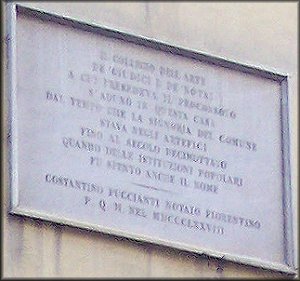 IL COLLEGIO DELL'ARTE
DE' GIUDICI E DE' NOTAI
A CUI PRESEDEVA IL PROCONSOLO
S'ADUNÒ IN QUESTA CASA
DAL TEMPO CHE LA SIGNORIA DEL COMUNE
STAVA NEGLI ARTEFICI
FINO AL SECOLO DECIMOTTAVO
QUANDO DELLE ISTITUZIONI POPOLARI
FU SPENTO ANCHE IL NOME
COSTANTINO PUCCIANTI NOTAIO FIORENTINO
P. Q. M. NEL MDCCCLXXVIII